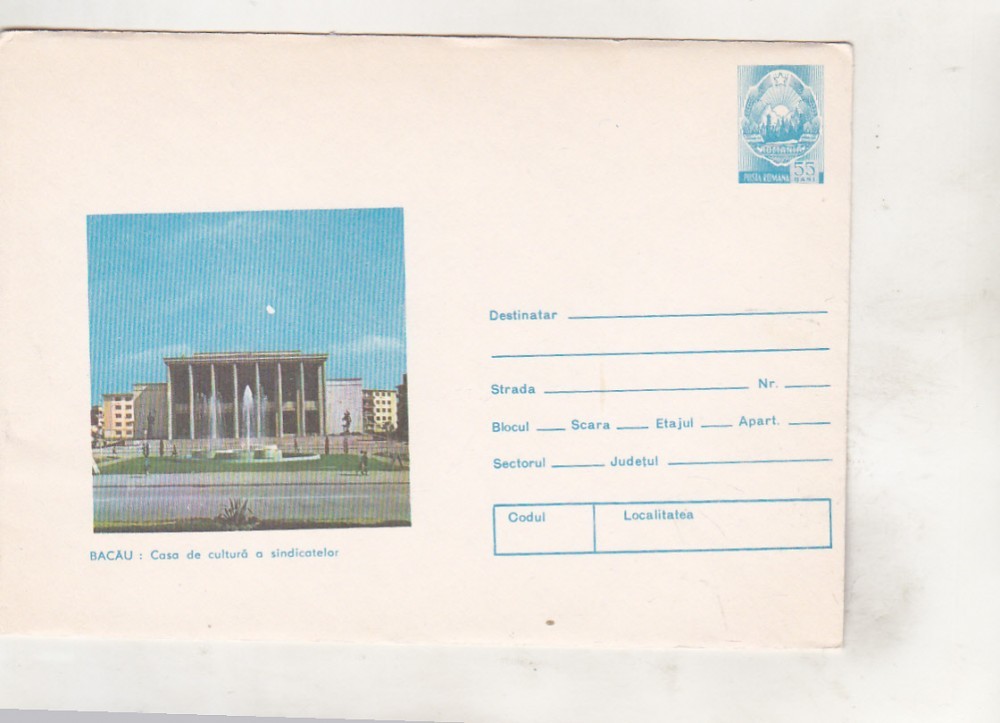 ROMANIA
POSTA ROMANA 55 BANI
Destinatar
Strada Nr.
Blocul Scara Etajul Apart.
Sectorul Județul
Codul Localitatea
BACĂU : Casa de cultură a sindicatelor